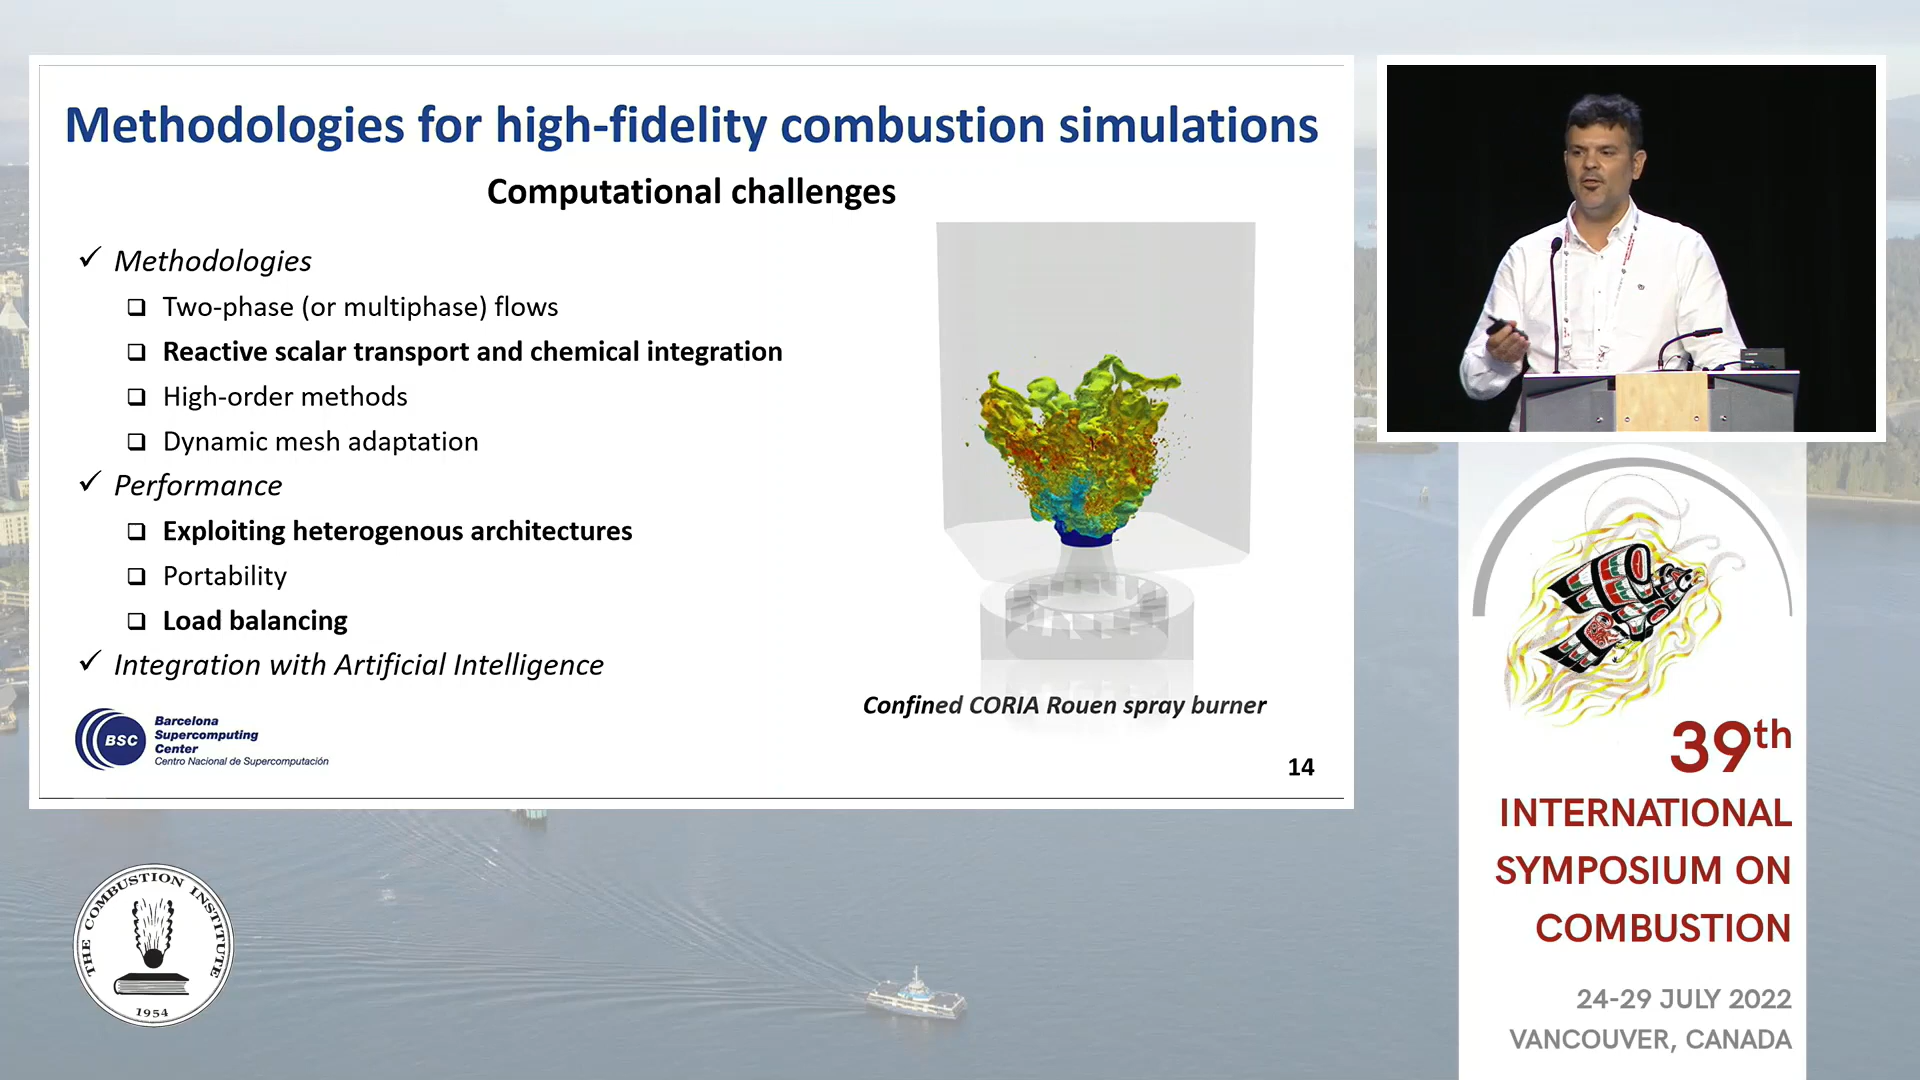 Methodologies for high-fidelity combustion simulations
Computational challenges
✓ Methodologies
❑ Two-phase (or multiphase) flows
❑ Reactive scalar transport and chemical integration
❑ High-order methods
❑ Dynamic mesh adaptation
✓ Performance
❑ Exploiting heterogenous architectures
❑ Portability
❑ Load balancing
✓ Integration with Artificial Intelligence
Confined CORIA Rouen spray burner
BSC
Barcelona
Supercomputing
Center
Centro Nacional de Supercomputación
14
THE COMBUSTION INSTITUTE
1954
39th
INTERNATIONAL
SYMPOSIUM ON
COMBUSTION
24-29 JULY 2022
VANCOUVER, CANADA